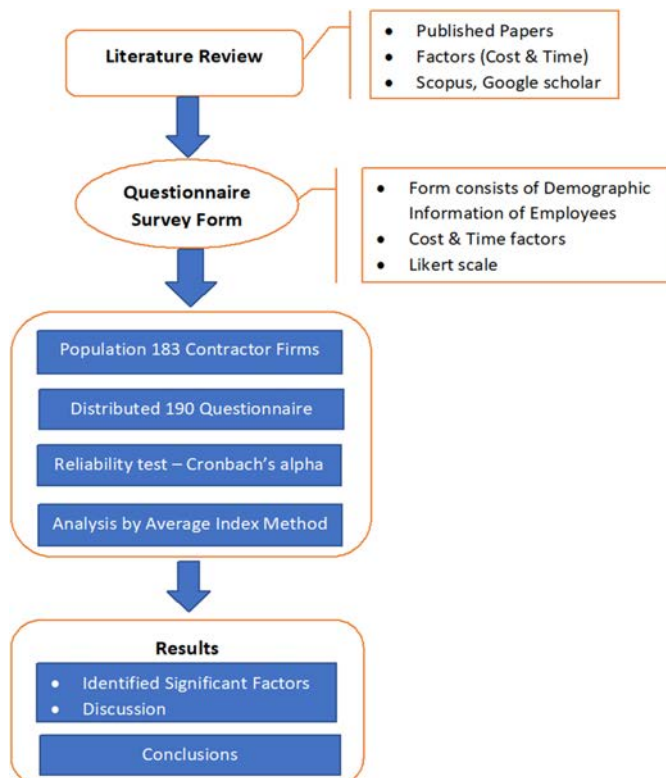 Literature Review
• Published Papers
• Factors (Cost & Time)
• Scopus, Google scholar
Questionnaire
Survey Form
• Form consists of Demographic
Information of Employees
• Cost & Time factors
• Likert scale
Population 183 Contractor Firms
Distributed 190 Questionnaire
Reliability test – Cronbach's alpha
Analysis by Average Index Method
Results
• Identified Significant Factors
• Discussion
Conclusions